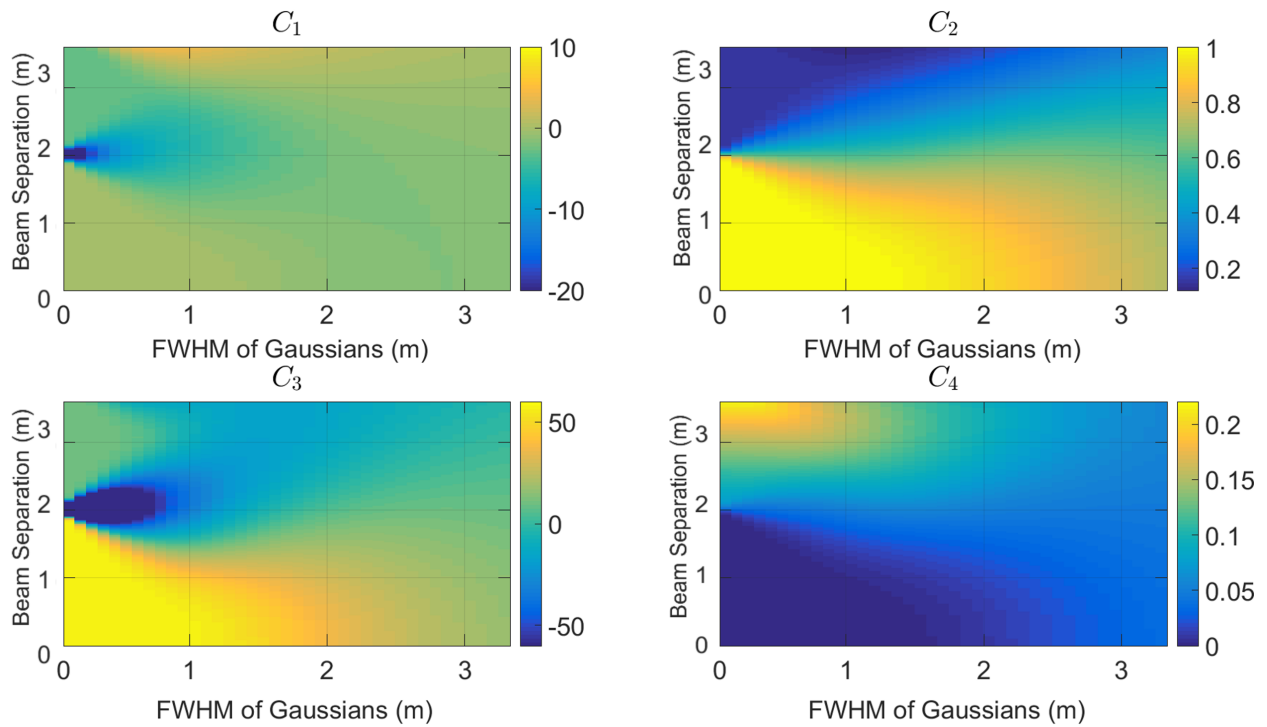 C1
Beam Separation (m)
3
2
1
0
0 1 2 3
FWHM of Gaussians (m)
10
0
-10
-20
C2
Beam Separation (m)
3
2
1
0
0 1 2 3
FWHM of Gaussians (m)
1
0.8
0.6
0.4
0.2
C3
Beam Separation (m)
3
2
1
0
0 1 2 3
FWHM of Gaussians (m)
50
0
-50
C4
Beam Separation (m)
3
2
1
0
0 1 2 3
FWHM of Gaussians (m)
0.2
0.15
0.1
0.05
0